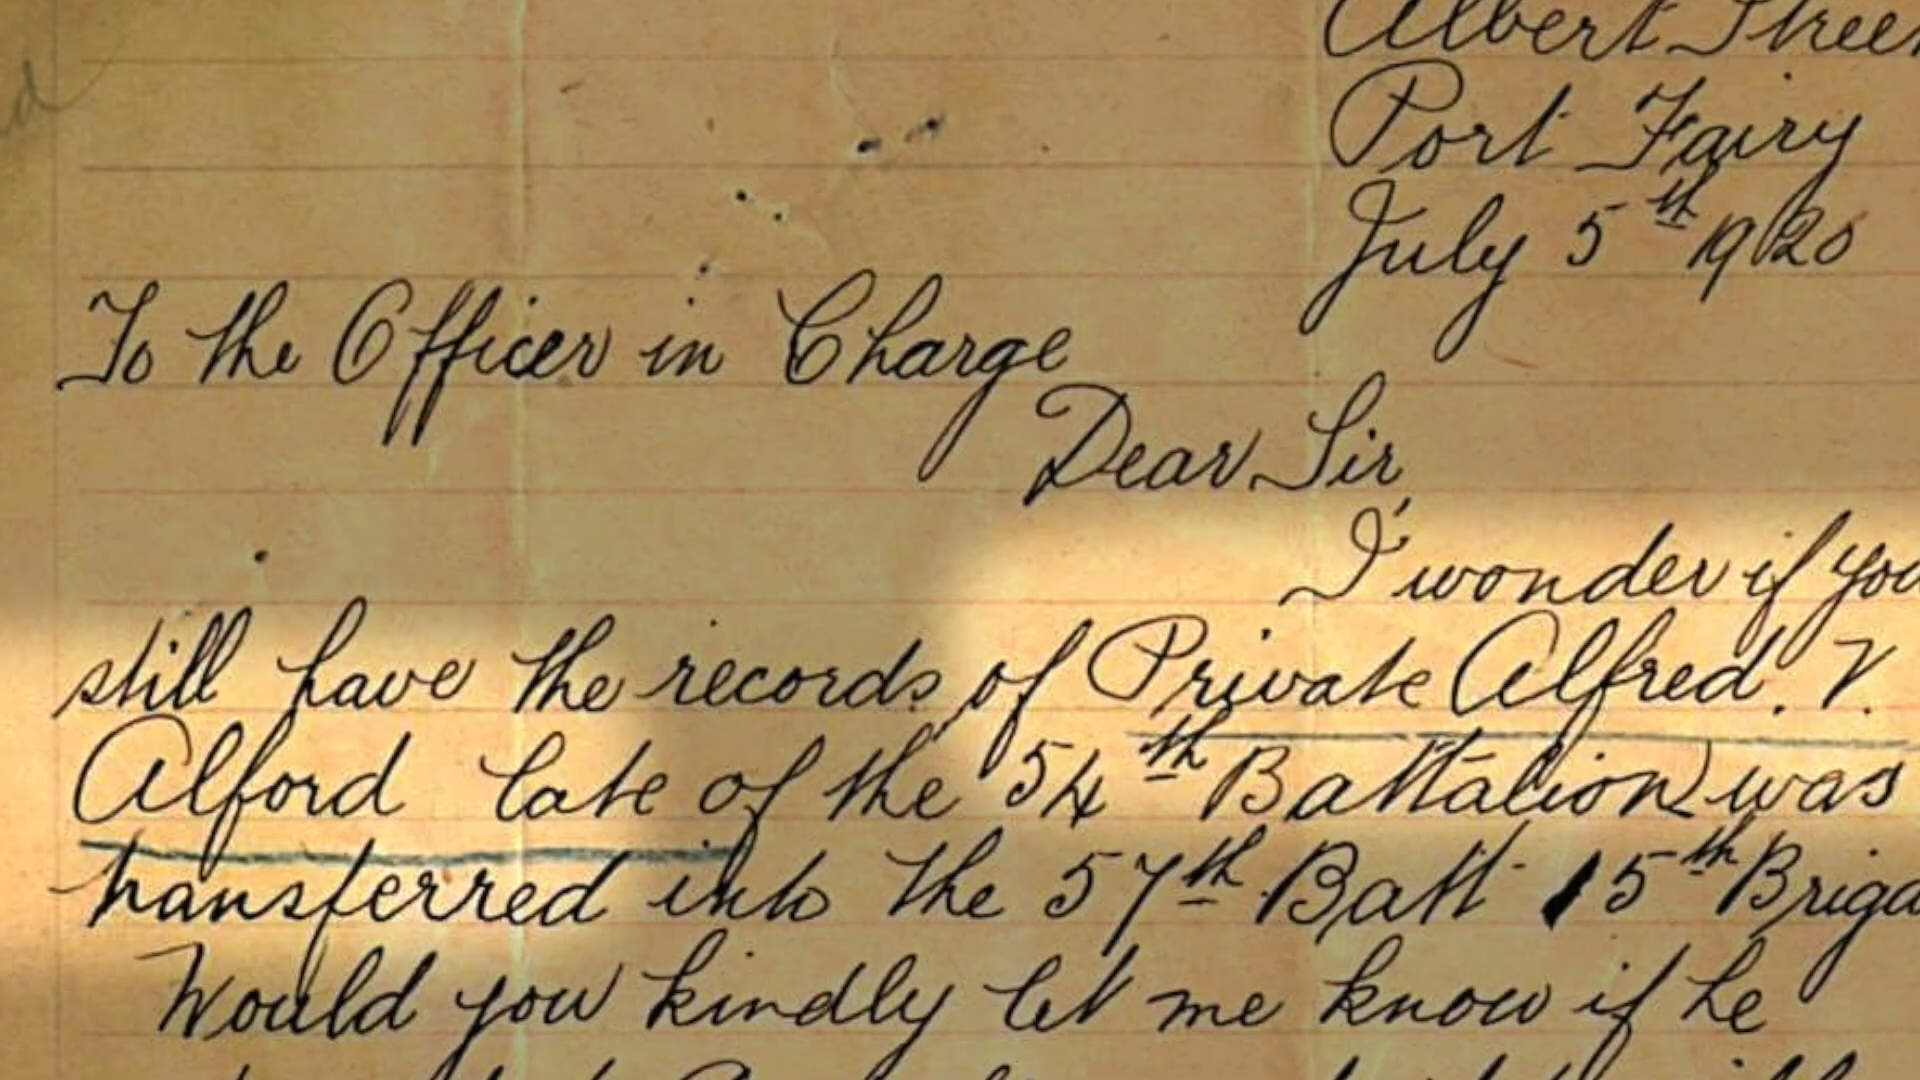 Albert Street
Port Fairy
July 5th 1920
To the Officer in Charge
Dear Sir,
I wonder if you
still have the records of Private Alfred. V.
Alford late of the 54th Battalion) was
transferred into the 57th Batt 15th Briga
Would you kindly let me know if he